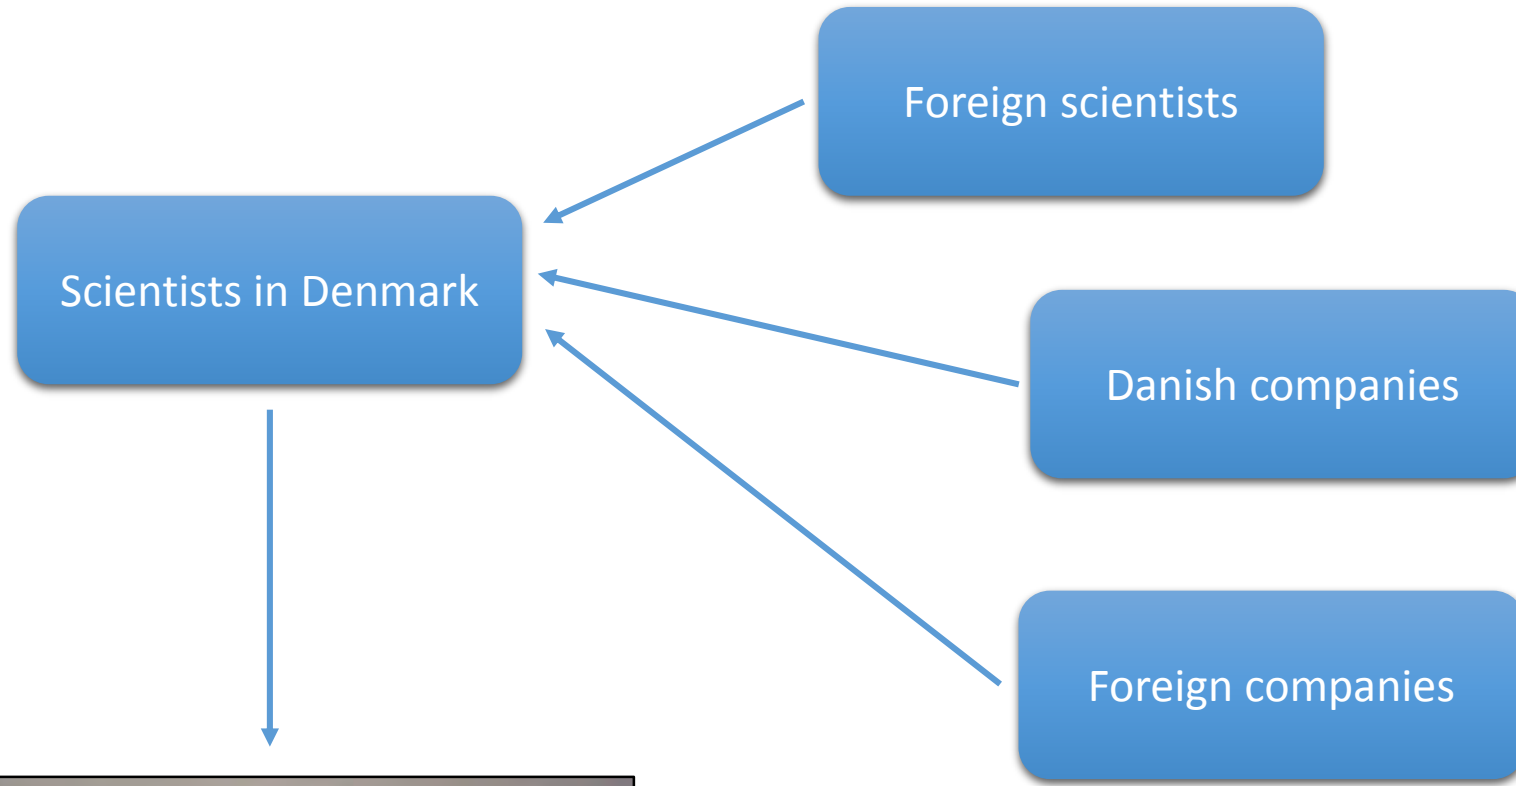 Foreign scientists
Scientists in Denmark
Danish companies
Foreign companies